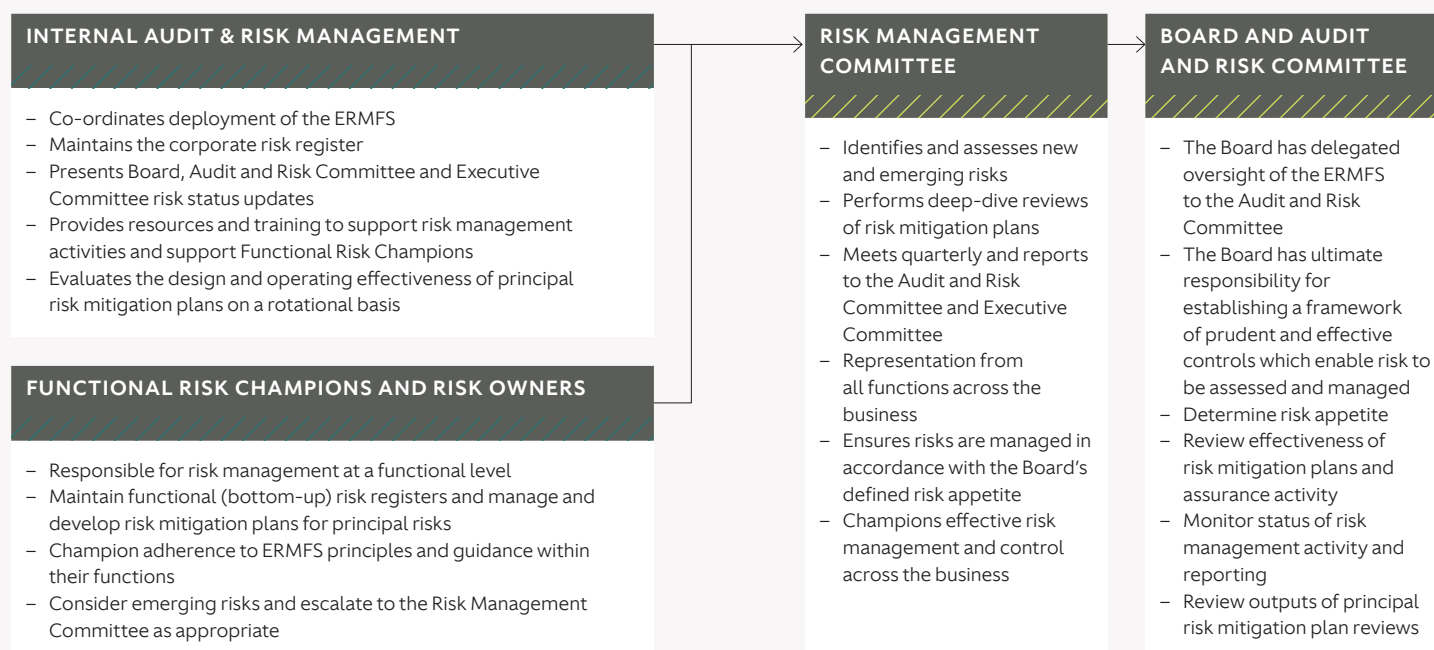 INTERNAL AUDIT & RISK MANAGEMENT
– Co-ordinates deployment of the ERMFS
– Maintains the corporate risk register
– Presents Board, Audit and Risk Committee and Executive
Committee risk status updates
– Provides resources and training to support risk management
activities and support Functional Risk Champions
– Evaluates the design and operating effectiveness of principal
risk mitigation plans on a rotational basis
FUNCTIONAL RISK CHAMPIONS AND RISK OWNERS
– Responsible for risk management at a functional level
– Maintain functional (bottom-up) risk registers and manage and
develop risk mitigation plans for principal risks
– Champion adherence to ERMFS principles and guidance within
their functions
– Consider emerging risks and escalate to the Risk Management
Committee as appropriate
RISK MANAGEMENT
COMMITTEE
– Identifies and assesses new
and emerging risks
– Performs deep-dive reviews
of risk mitigation plans
– Meets quarterly and reports
to the Audit and Risk
Committee and Executive
Committee
– Representation from
all functions across the
business
– Ensures risks are managed in
accordance with the Board’s
defined risk appetite
– Champions effective risk
management and control
across the business
BOARD AND AUDIT
AND RISK COMMITTEE
– The Board has delegated
oversight of the ERMFS
to the Audit and Risk
Committee
– The Board has ultimate
responsibility for
establishing a framework
of prudent and effective
controls which enable risk to
be assessed and managed
– Determine risk appetite
– Review effectiveness of
risk mitigation plans and
assurance activity
– Monitor status of risk
management activity and
reporting
– Review outputs of principal
risk mitigation plan reviews